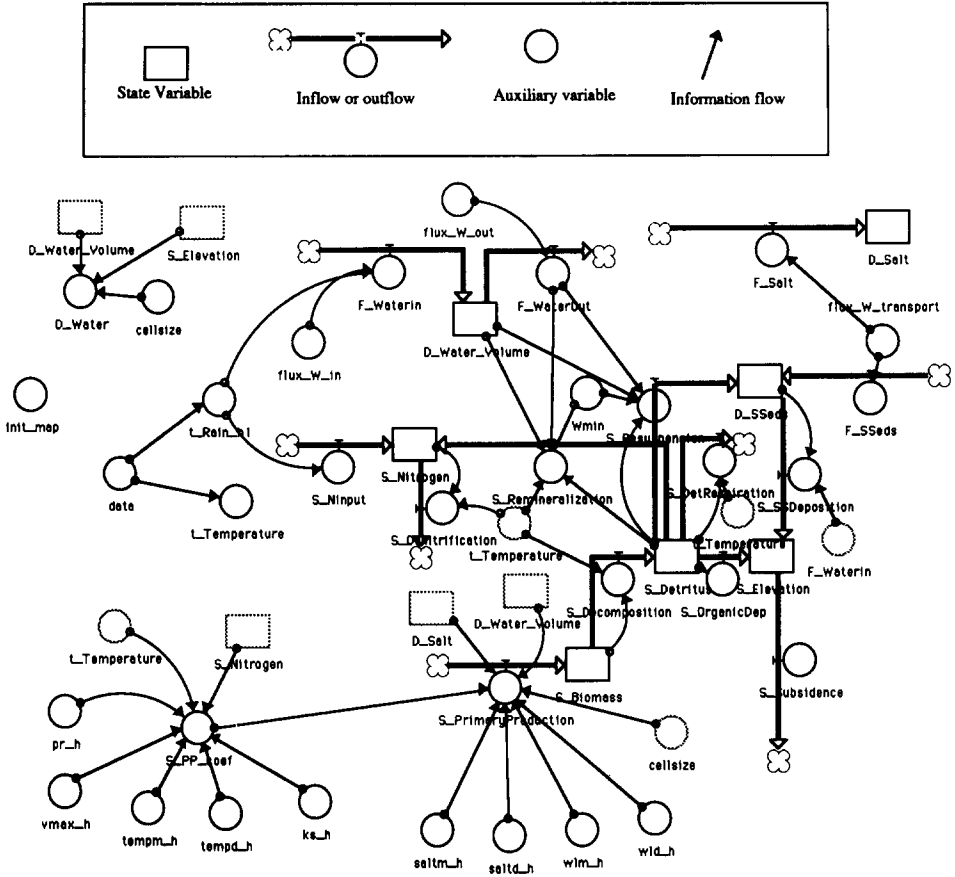 State Variable
Inflow or outflow
Auxiliary variable
Information flow
flux_W_out
D_Water_Volume
S_Elevation
D_Salt
F_Salt
F_Waterin
F_WaterOut
D_Water
cellsize
flux_W_transport
D_Water_Volume
flux_W_in
Wmin
D_SSeds
F_SSeds
init_map
S_Resuspension
S_Nitrogen
data
S_Ninput
S_Remineralization
S_DetRespiration
S_SSDeposition
t_Temperature
S_Denitrification
t_Temperature
t_Temperature
F_Waterin
S_Detritus
S_Elevation
S_Decomposition
S_OrganicDep
D_Water_Volume
D_Salt
t_Temperature
S_Nitrogen
S_Biomass
S_Subsidence
S_PrimaryProduction
pr_h
S_PP_coef
cellsize
vmax_h
tempm_h
tempd_h
ks_h
saltm_h
saltd_h
wlm_h
wld_h